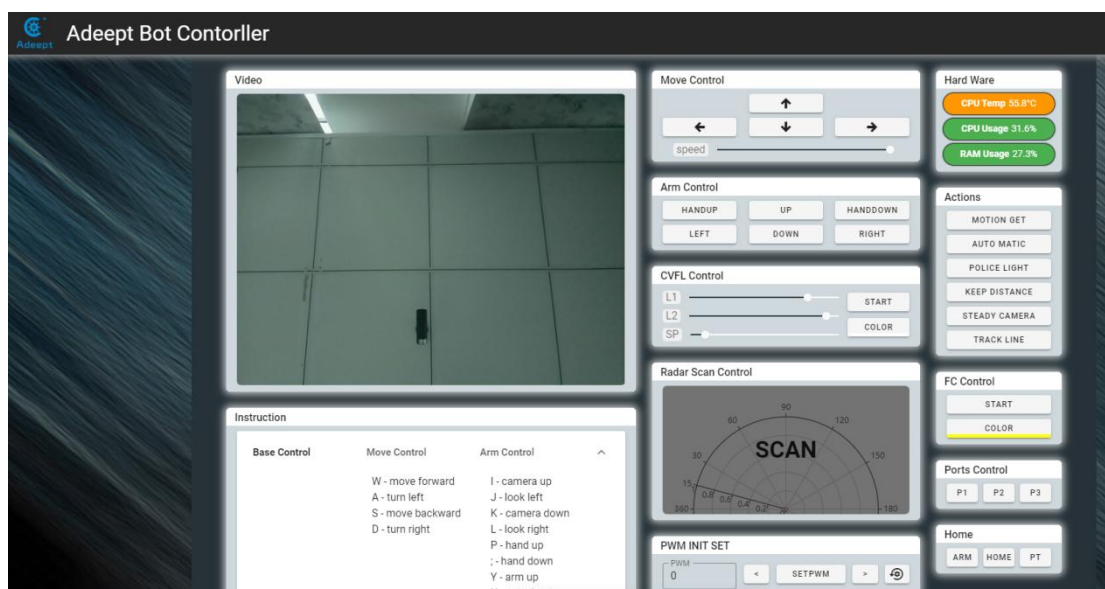 Adeept
Adeept Bot Contorller
Video
Instruction
Base Control
Move Control
Arm Control
W - move forward
A - turn left
S - move backward
D - turn right
I - camera up
J - look left
K - camera down
L - look right
P - hand up
; - hand down
Y - arm up
Move Control
speed
Arm Control
HANDUP UP HANDDOWN
LEFT DOWN RIGHT
CVFL Control
L1
L2
SP
START
COLOR
Radar Scan Control
90
60 120
SCAN
30 150
15
0.8 0.6 0.4 0.2
360 180
PWM INIT SET
PWM
0
< SETPWM >
Hard Ware
CPU Temp 55.8°C
CPU Usage 31.6%
RAM Usage 27.3%
Actions
MOTION GET
AUTO MATIC
POLICE LIGHT
KEEP DISTANCE
STEADY CAMERA
TRACK LINE
FC Control
START
COLOR
Ports Control
P1 P2 P3
Home
ARM HOME PT